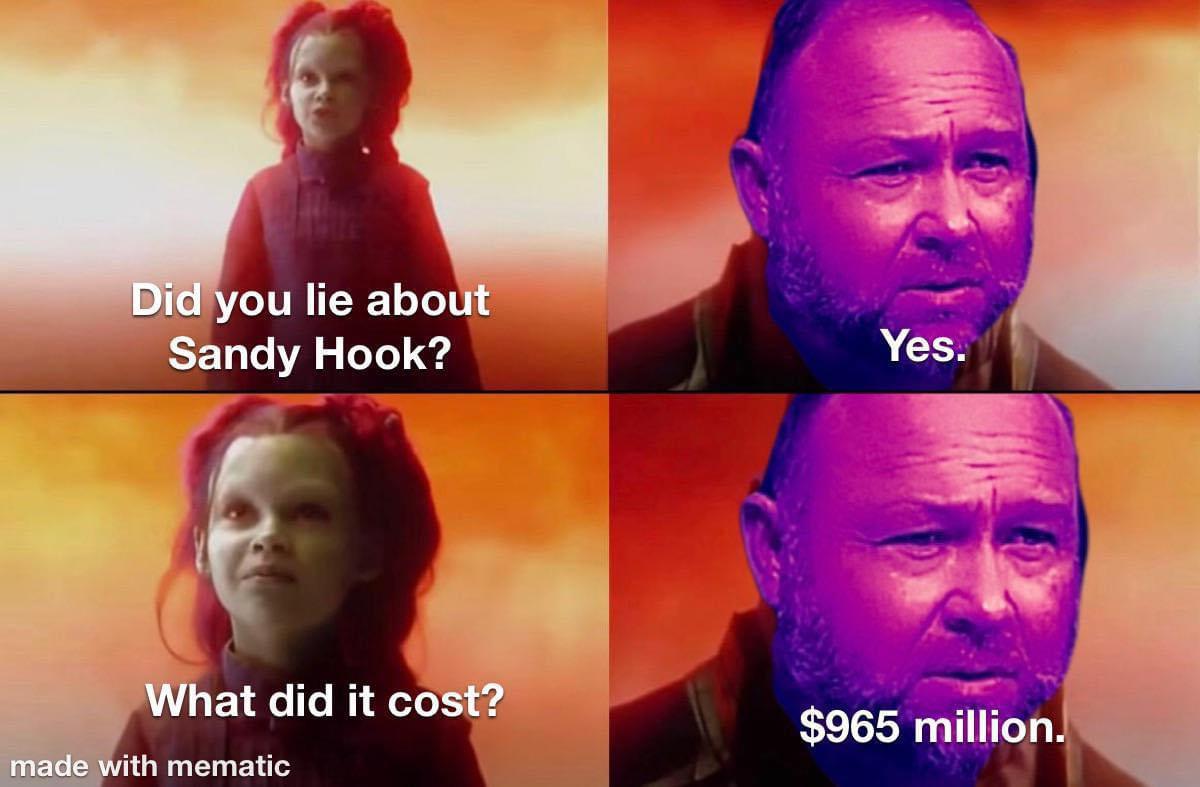 Did you lie about
Sandy Hook?
Yes.
What did it cost?
$965 million.
made with mematic